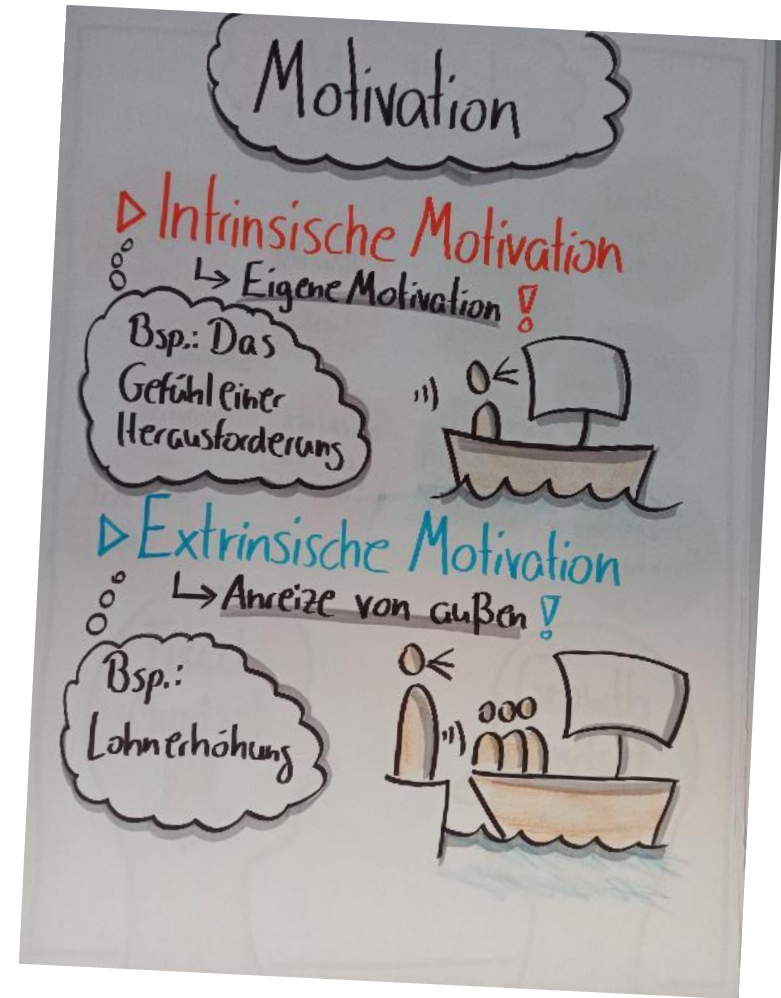 Motivation
Intrinsische Motivation
Eigene Motivation!
Bsp.: Das
Gefühl einer
Herausforderung
Extrinsische Motivation
Anreize von außen!
Bsp.:
Lohnerhöhung